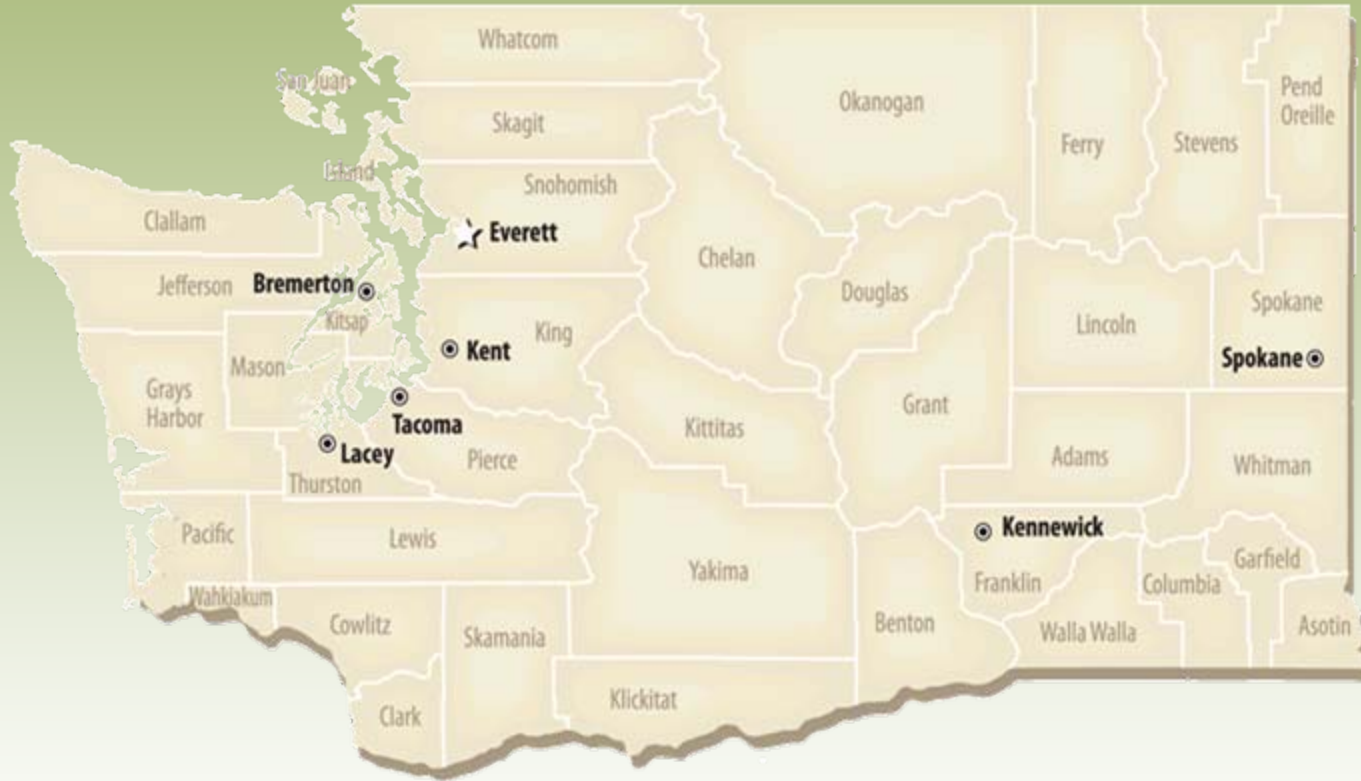 Whatcom
San Juan
Okanogan
Pend
Oreille
Skagit
Ferry
Stevens
Island
Snohomish
Clallam
Everett
Chelan
Jefferson
Bremerton
Douglas
Spokane
Kitsap
King
Lincoln
Kent
Spokane
Mason
Grays
Harbor
Tacoma
Grant
Kittitas
Lacey
Pierce
Adams
Whitman
Thurston
Pacific
Lewis
Kennewick
Garfield
Yakima
Franklin
Columbia
Wahkiakum
Cowlitz
Skamania
Benton
Walla Walla
Asotin
Klickitat
Clark